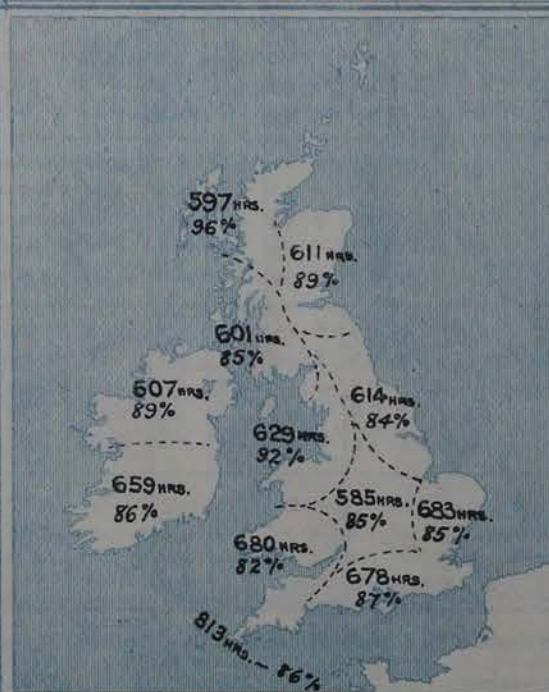 597 HRS.
96%
611 HRS.
89%
601 HRS.
85%
607 HRS.
89%
614 HRS.
84%
629 HRS.
92%
659 HRS.
86%
585 HRS.
85%
683 HRS.
85%
680 HRS.
82%
678 HRS.
87%
813 HRS. — 86%